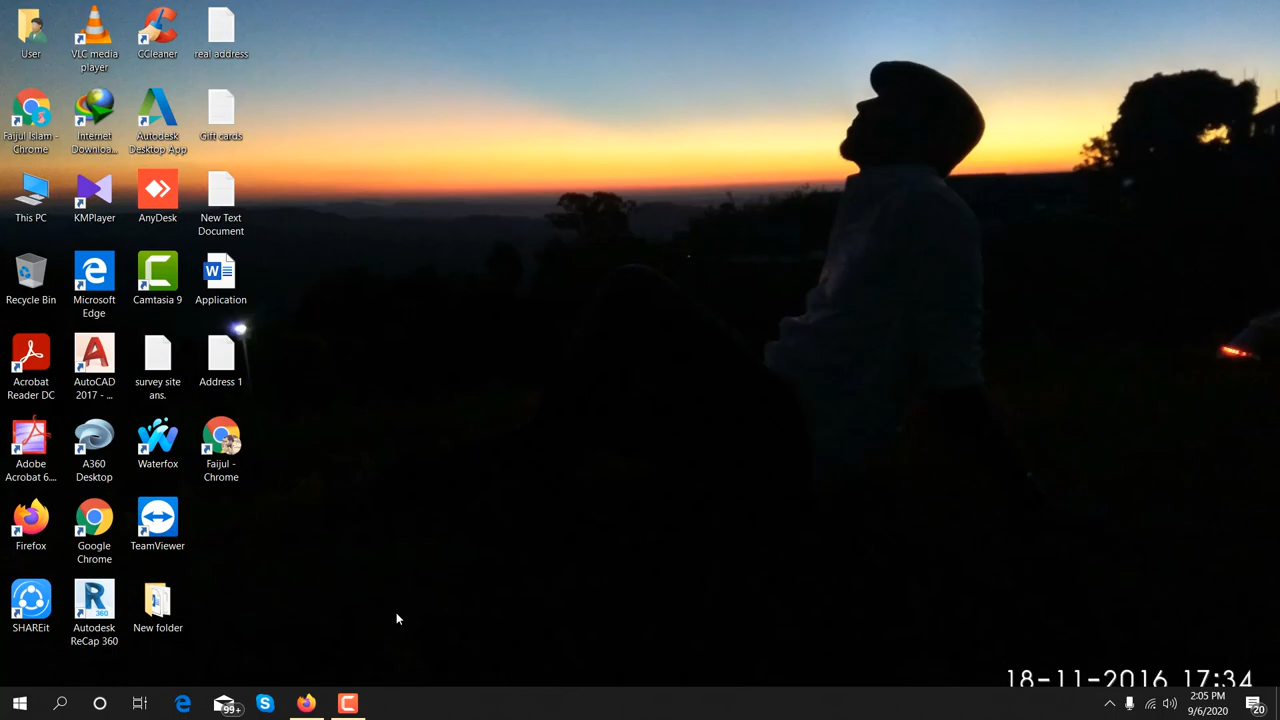 User
VLC media
player
CCleaner
real address
Faijul Islam -
Chrome
Internet
Downloa...
Autodesk
Desktop App
Gift cards
This PC
KMPlayer
AnyDesk
New Text
Document
Recycle Bin
Microsoft
Edge
Camtasia 9
Application
Acrobat
Reader DC
AutoCAD
2017 - ...
survey site
ans.
Address 1
Adobe
Acrobat 6....
A360
Desktop
Waterfox
Faijul -
Chrome
Firefox
Google
Chrome
TeamViewer
SHAREit
Autodesk
ReCap 360
New folder
360
18-11-2016 17:34
99+
2:05 PM
9/6/2020
20